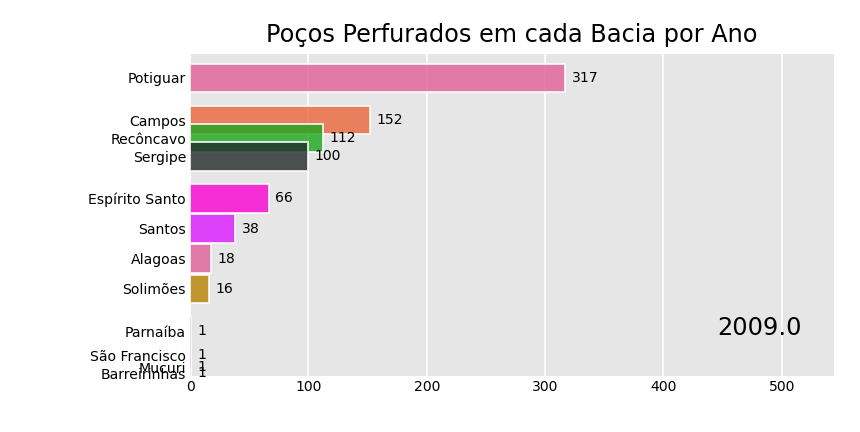 Poços Perfurados em cada Bacia por Ano
Potiguar 317
Campos 152
Recôncavo 112
Sergipe 100
Espírito Santo 66
Santos 38
Alagoas 18
Solimões 16
2009.0
Parnaíba 1
São Francisco 1
Mucuri 1
Barreirinhas 1
0 100 200 300 400 500